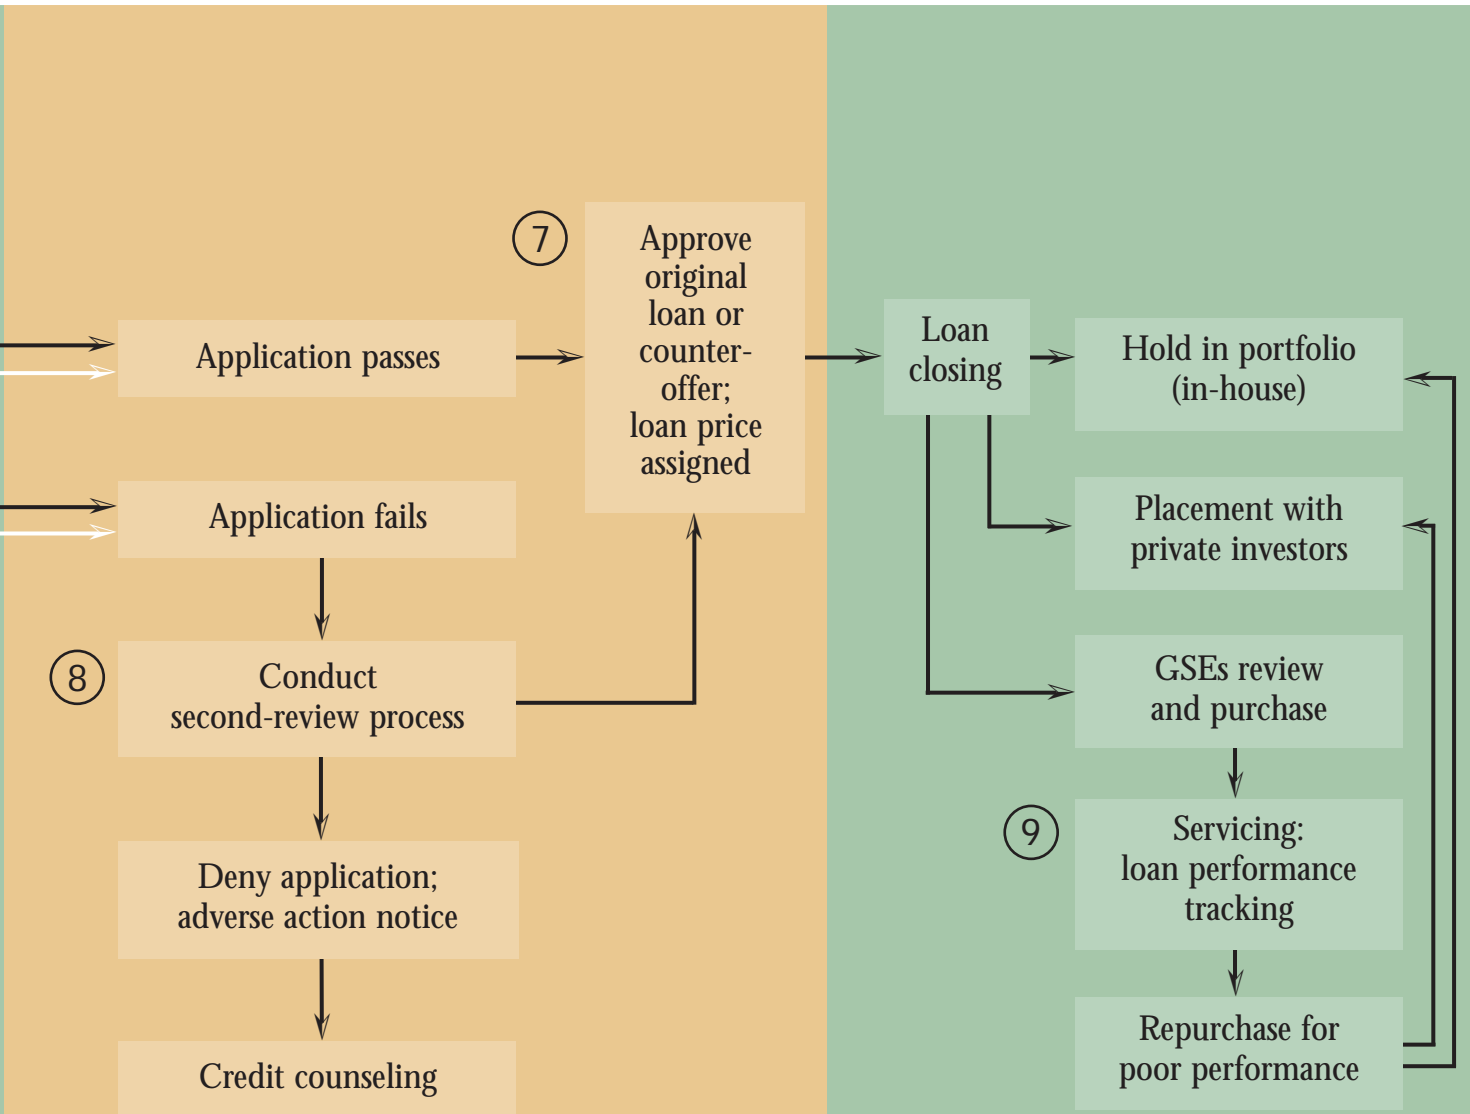 7
Approve
original
loan or
counter-
offer;
loan price
assigned
Application passes
Application fails
8
Conduct
second-review process
Deny application;
adverse action notice
Credit counseling
Loan
closing
Hold in portfolio
(in-house)
Placement with
private investors
GSEs review
and purchase
9
Servicing:
loan performance
tracking
Repurchase for
poor performance